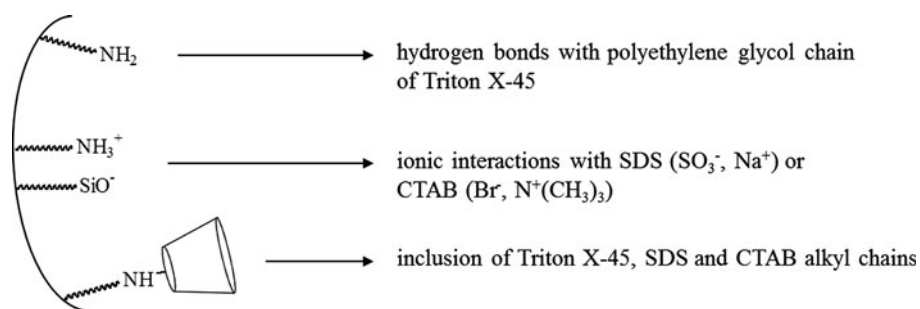 NH₂
hydrogen bonds with polyethylene glycol chain
of Triton X-45
NH₃⁺
SiO⁻
ionic interactions with SDS (SO₃⁻, Na⁺) or
CTAB (Br⁻, N⁺(CH₃)₃)
NH
inclusion of Triton X-45, SDS and CTAB alkyl chains